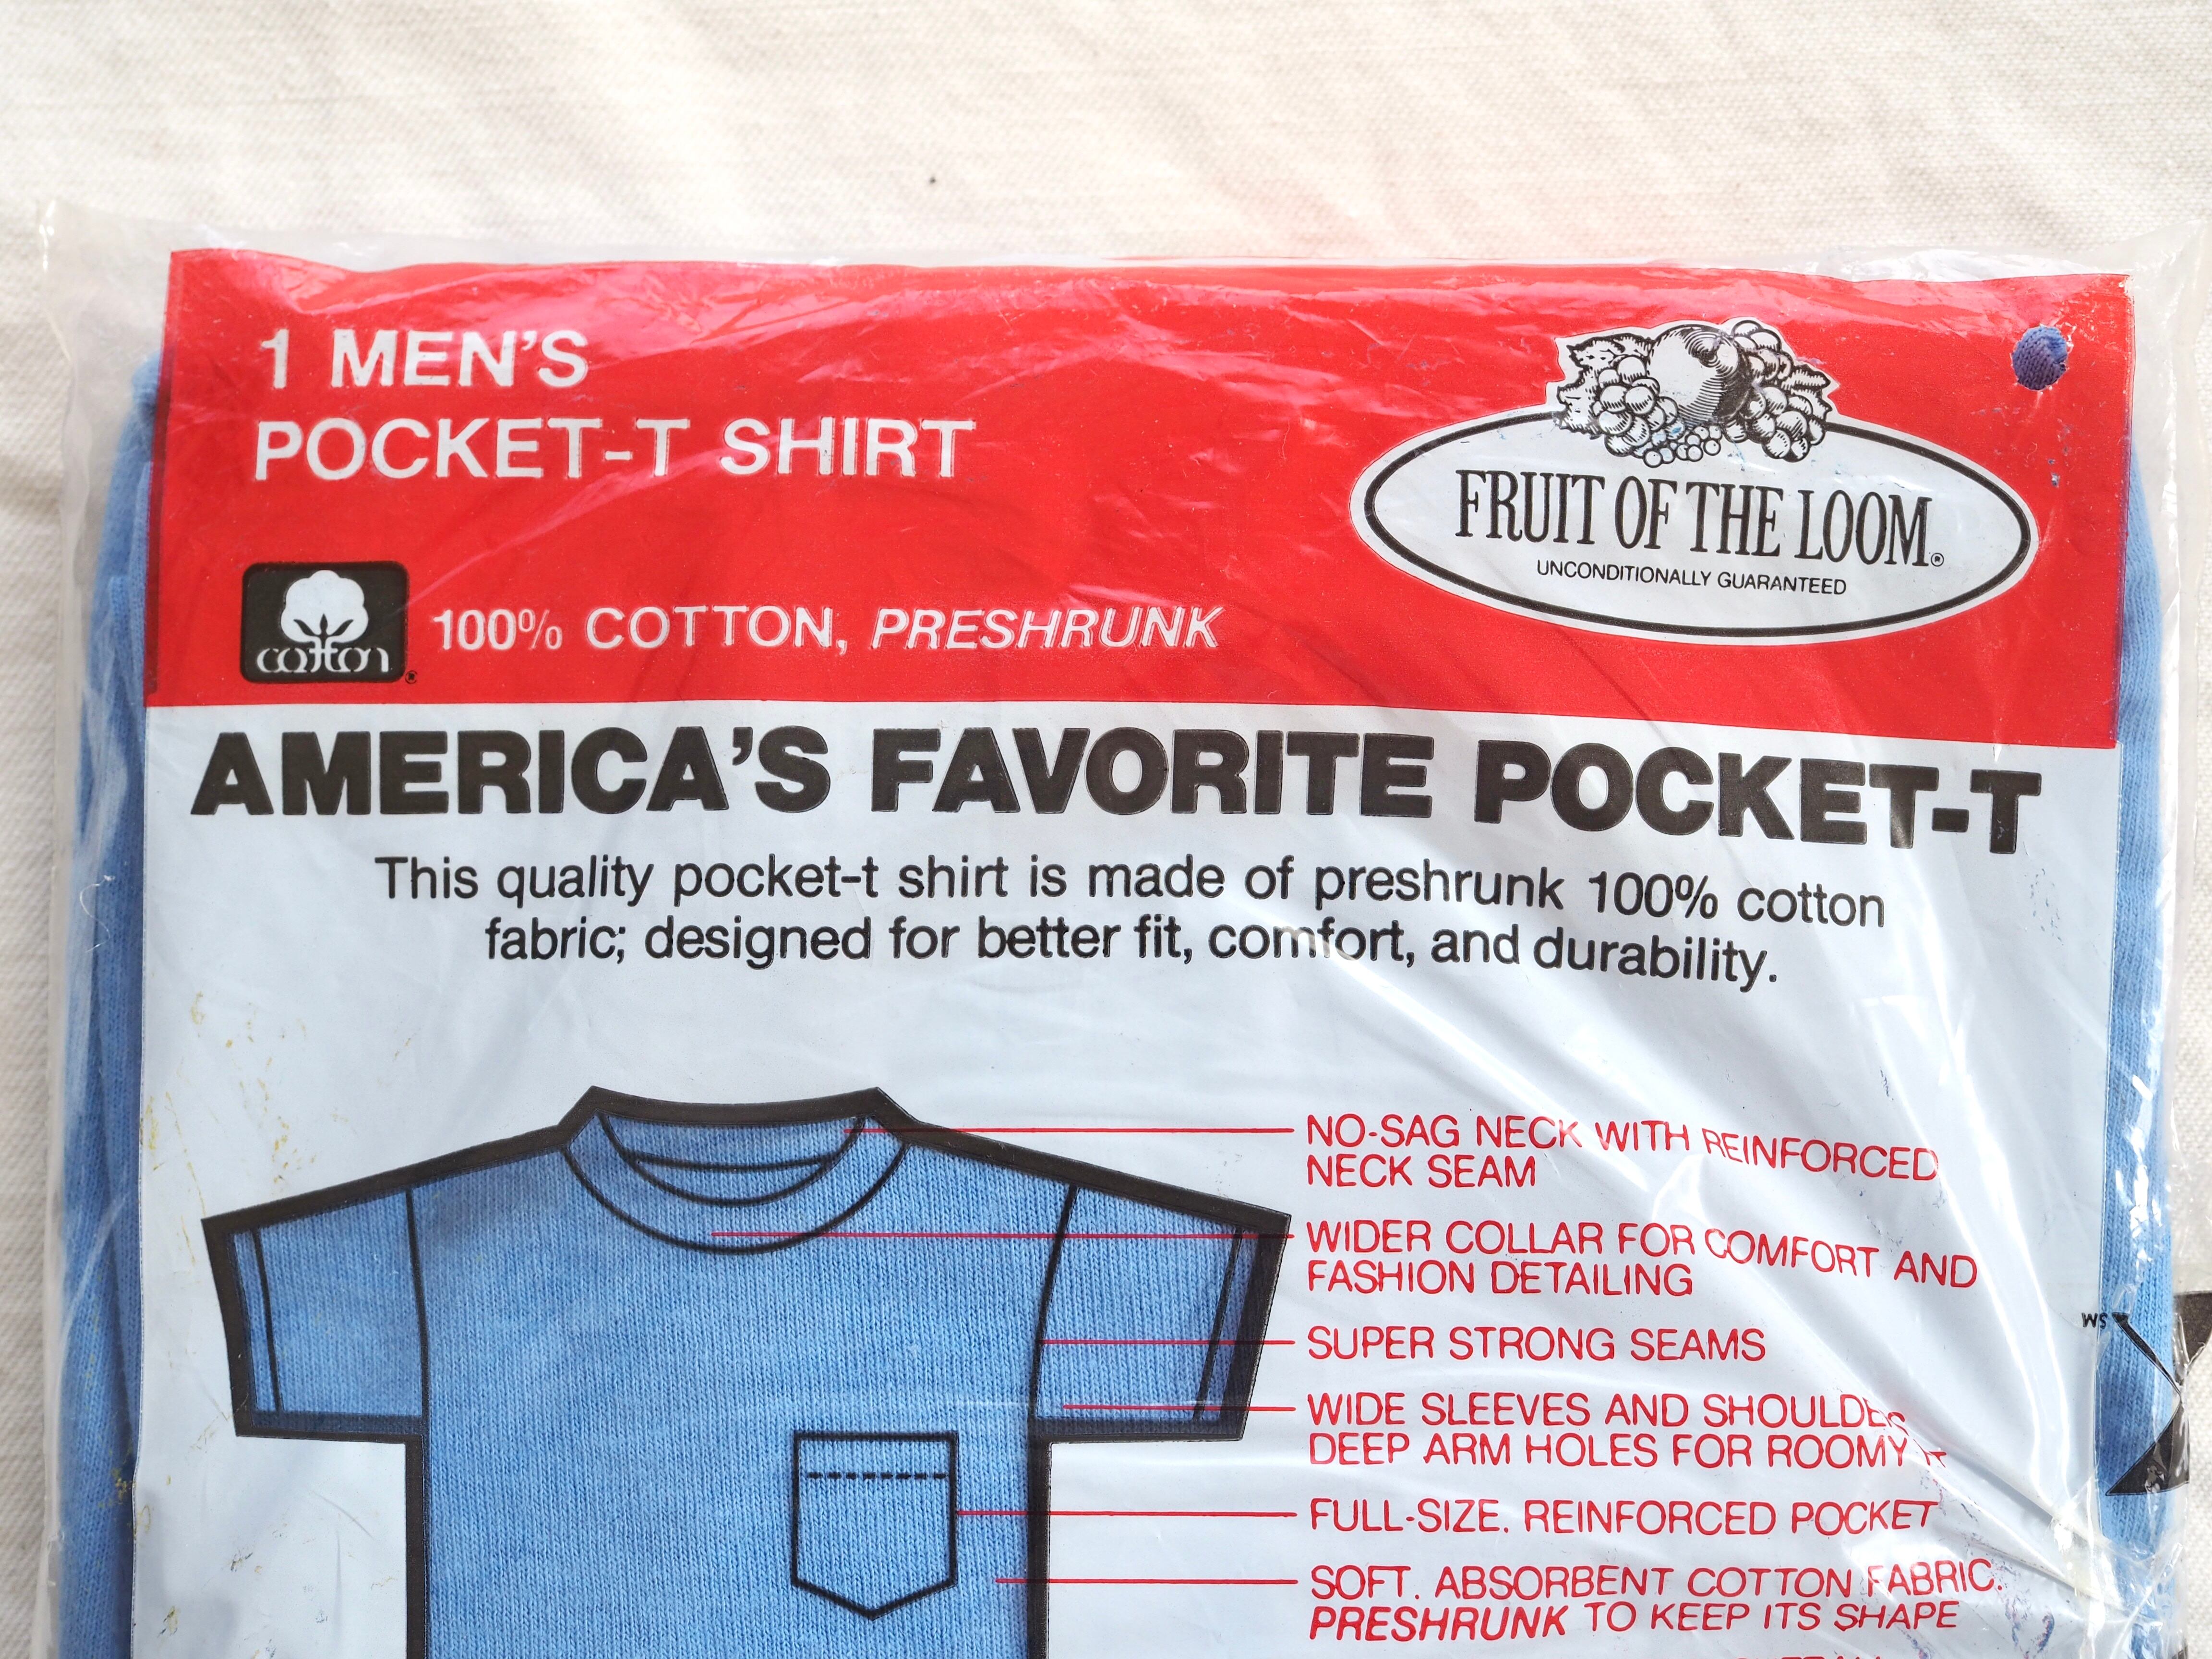 1 MEN'S
POCKET-T SHIRT
cotton®
100% COTTON, PRESHRUNK
FRUIT OF THE LOOM®
UNCONDITIONALLY GUARANTEED
AMERICA'S FAVORITE POCKET-T
This quality pocket-t shirt is made of preshrunk 100% cotton
fabric; designed for better fit, comfort, and durability.
NO-SAG NECK WITH REINFORCED
NECK SEAM
WIDER COLLAR FOR COMFORT AND
FASHION DETAILING
SUPER STRONG SEAMS
WIDE SLEEVES AND
DEEP ARM HOLES FOR ROOMY
FULL-SIZE. REINFORCED POCKET
SOFT. ABSORBENT COTTON FABRIC.
PRESHRUNK TO KEEP ITS SHAPE